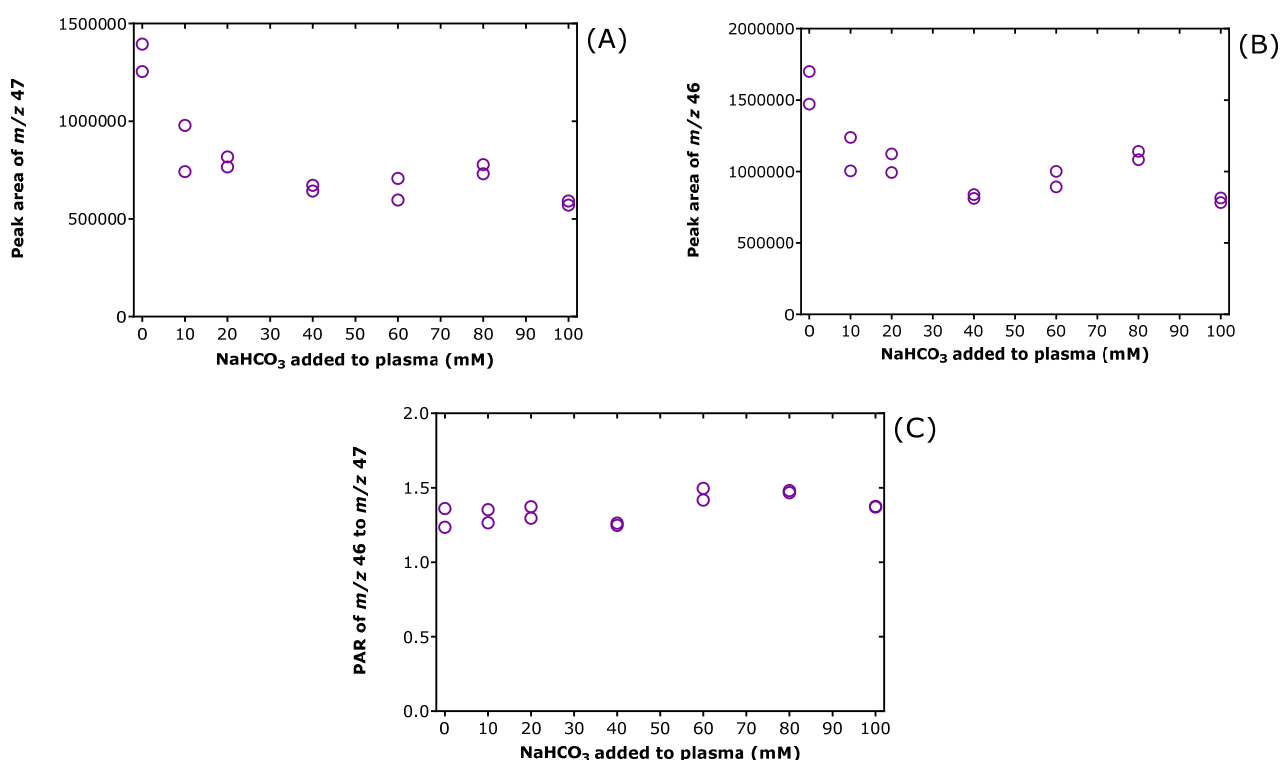 (A)
Peak area of m/z 47
1500000
1000000
500000
0
0 10 20 30 40 50 60 70 80 90 100
NaHCO₃ added to plasma (mM)
(B)
Peak area of m/z 46
2000000
1500000
1000000
500000
0
0 10 20 30 40 50 60 70 80 90 100
NaHCO₃ added to plasma (mM)
(C)
PAR of m/z 46 to m/z 47
2.0
1.5
1.0
0.5
0.0
0 10 20 30 40 50 60 70 80 90 100
NaHCO₃ added to plasma (mM)